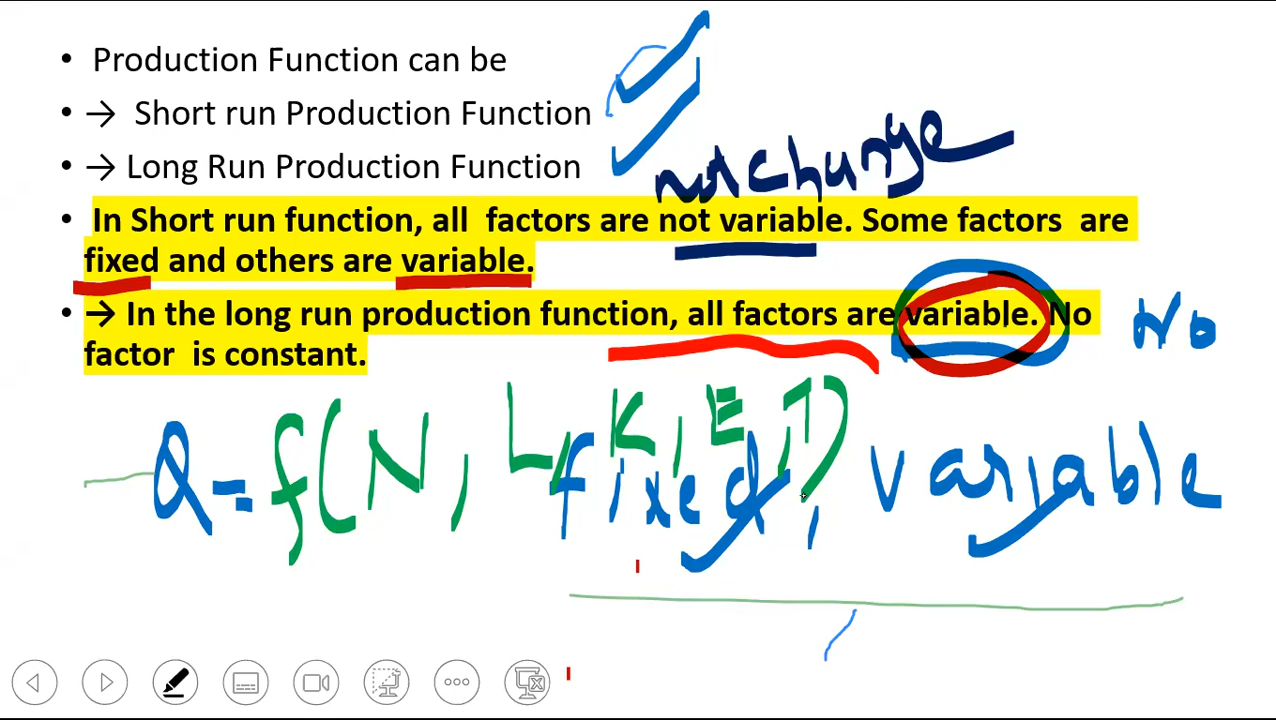 • Production Function can be
• → Short run Production Function
• → Long Run Production Function
not change
• In Short run function, all factors are not variable. Some factors are
fixed and others are variable.
• → In the long run production function, all factors are variable. No
factor is constant.
No
Q = f(N, L, K, E, T)
fixed, variable